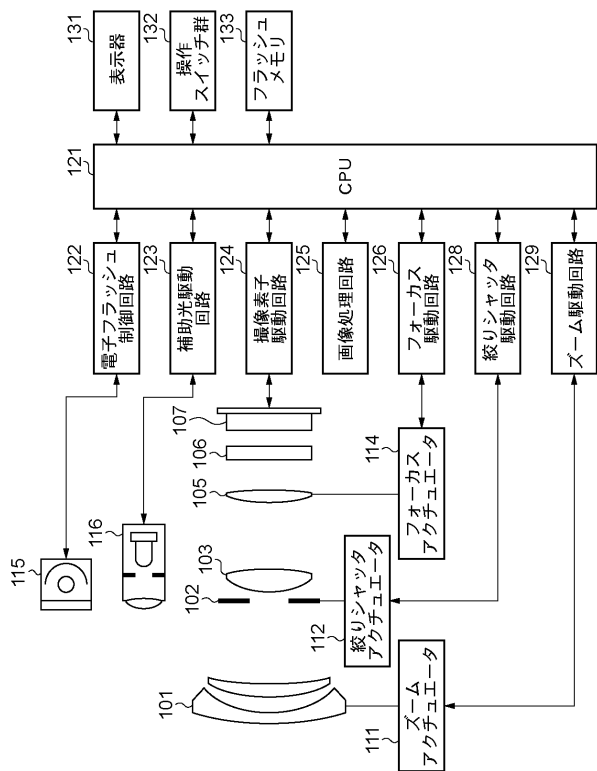 131
表示器
132
操作
スイッチ群
133
フラッシュ
メモリ
121
CPU
122
電子フラッシュ
制御回路
123
補助光駆動
回路
124
撮像素子
駆動回路
125
画像処理回路
126
フォーカス
駆動回路
128
絞りシャッタ
駆動回路
129
ズーム駆動回路
115
116
107
106
105
103
102
101
114
フォーカス
アクチュエータ
112
絞りシャッタ
アクチュエータ
111
ズーム
アクチュエータ